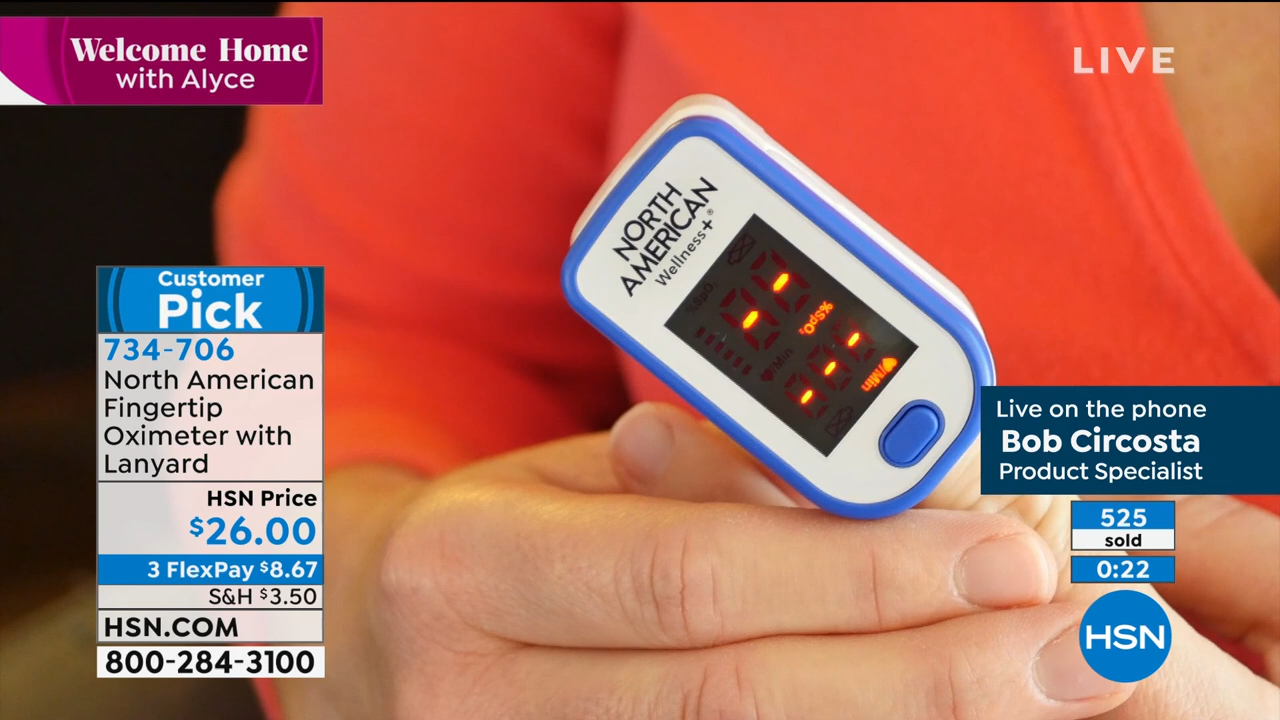 Welcome Home
with Alyce
LIVE
NORTH
AMERICAN
Wellness+®
%SpO₂
♥/Min
%SpO₂
♥/Min
Customer
Pick
734-706
North American
Fingertip
Oximeter with
Lanyard
HSN Price
$26.00
3 FlexPay $8.67
S&H $3.50
HSN.COM
800-284-3100
Live on the phone
Bob Circosta
Product Specialist
525
sold
0:22
HSN